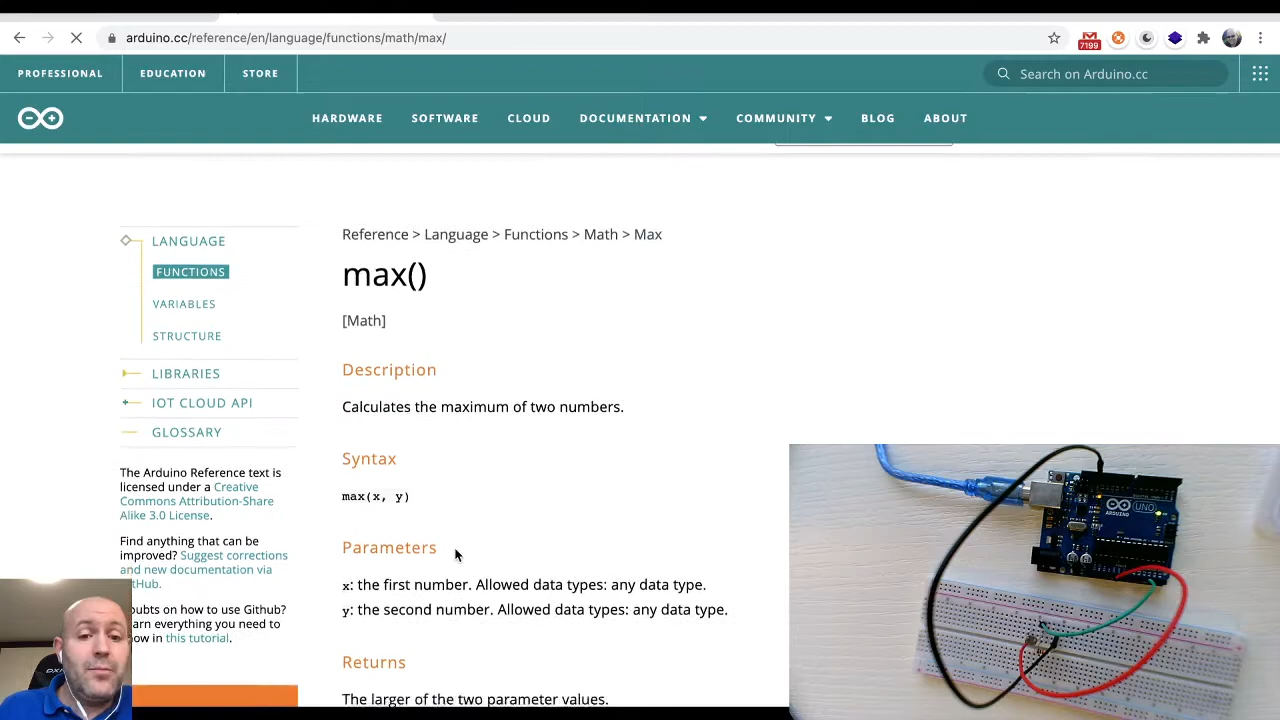 arduino.cc/reference/en/language/functions/math/max/
7199
PROFESSIONAL
EDUCATION
STORE
Search on Arduino.cc
HARDWARE
SOFTWARE
CLOUD
DOCUMENTATION
COMMUNITY
BLOG
ABOUT
LANGUAGE
FUNCTIONS
VARIABLES
STRUCTURE
LIBRARIES
IOT CLOUD API
GLOSSARY
The Arduino Reference text is
licensed under a Creative
Commons Attribution-Share
Alike 3.0 License.
Find anything that can be
improved? Suggest corrections
and new documentation via
tHub.
oubts on how to use Github?
earn everything you need to
now in this tutorial.
Reference > Language > Functions > Math > Max
max()
[Math]
Description
Calculates the maximum of two numbers.
Syntax
max(x, y)
Parameters
x: the first number. Allowed data types: any data type.
y: the second number. Allowed data types: any data type.
Returns
The larger of the two parameter values.
UNO
ARDUINO